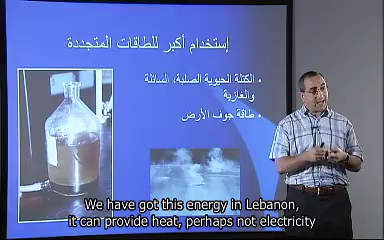 إستخدام أكبر للطاقات المتجددة
• الكتلة الحيوية الصلبة، السائلة
والغازية
• طاقة جوف الأرض
We have got this energy in Lebanon,
it can provide heat, perhaps not electricity